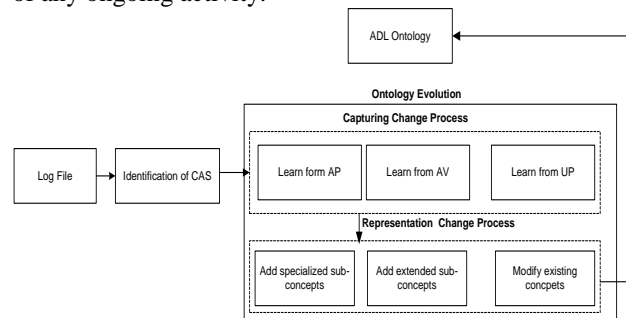 of any ongoing activity.
ADL Ontology
Ontology Evolution
Capturing Change Process
Log File
Identification of CAS
Learn form AP
Learn from AV
Learn from UP
Representation Change Process
Add specialized sub-
concepts
Add extended sub-
concepts
Modify existing
concpets